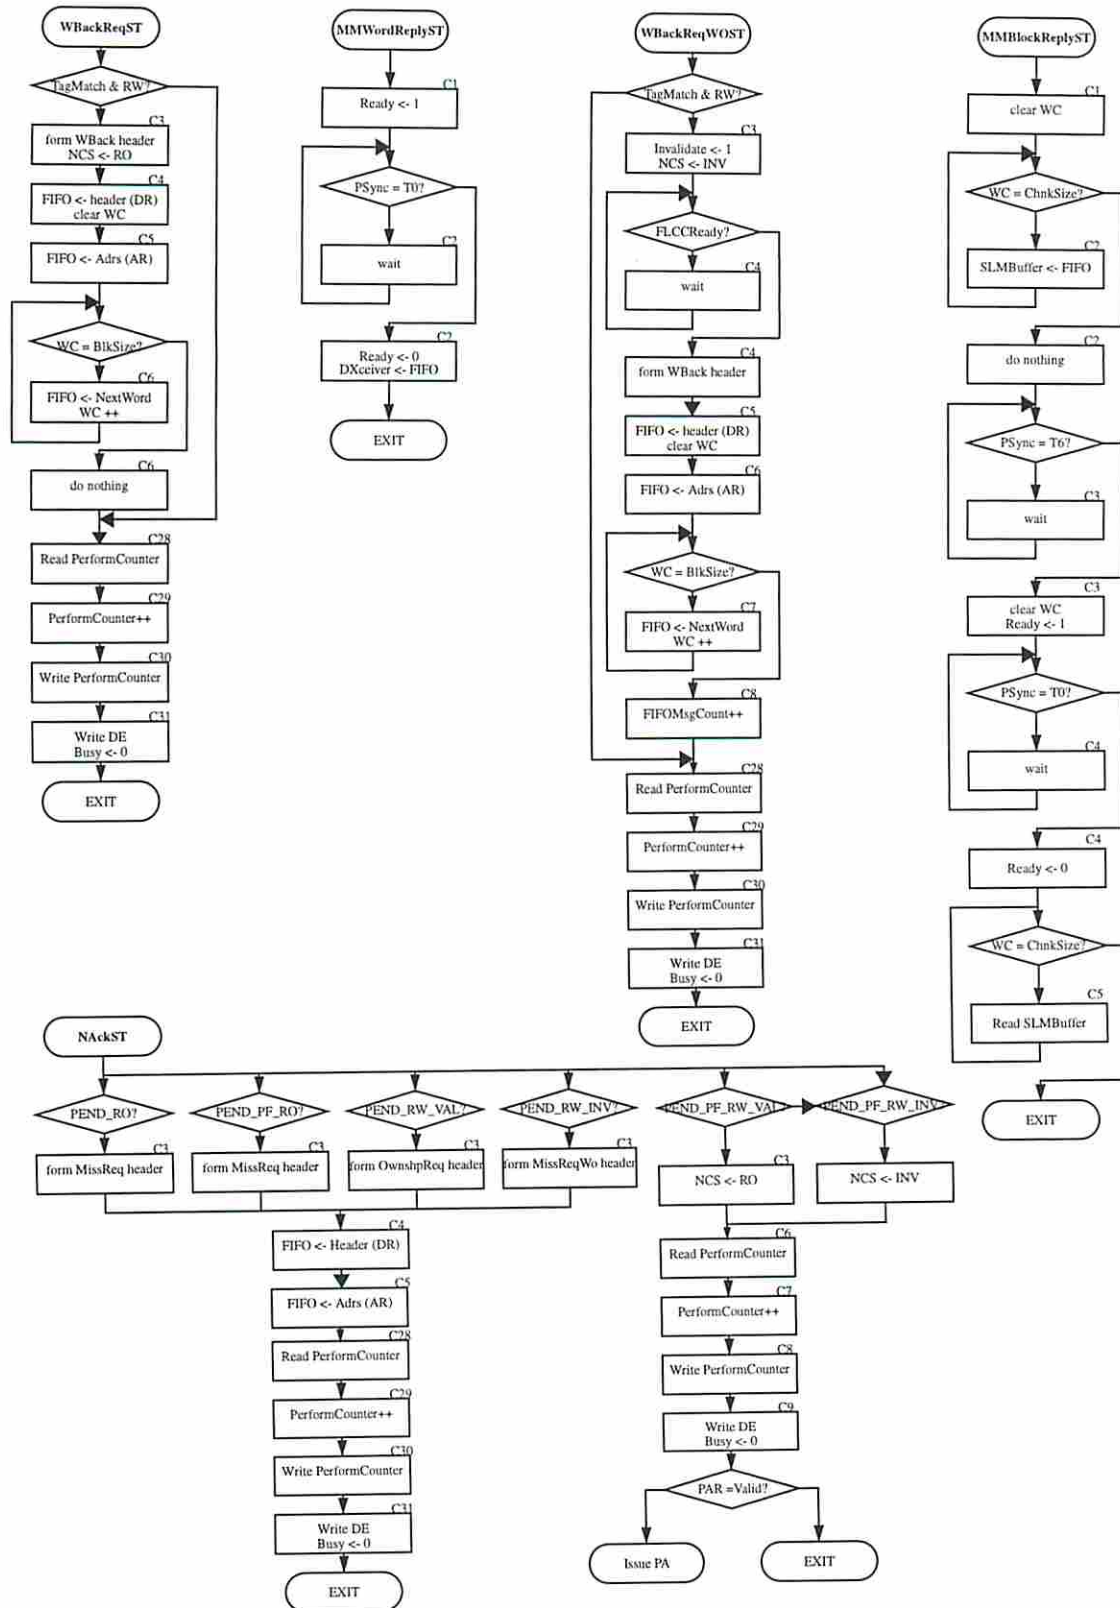 WBackReqST
TagMatch & RW?
C3
form WBack header
NCS <- RO
C4
FIFO <- header (DR)
clear WC
C5
FIFO <- Adrs (AR)
WC = BlkSize?
C6
FIFO <- NextWord
WC ++
C6
do nothing
C28
Read PerformCounter
C29
PerformCounter++
C30
Write PerformCounter
C31
Write DE
Busy <- 0
EXIT
MMWordReplyST
C1
Ready <- 1
PSync = T0?
C2
wait
C2
Ready <- 0
DXceiver <- FIFO
EXIT
WBackReqWOST
TagMatch & RW?
C3
Invalidate <- 1
NCS <- INV
FLCCReady?
C4
wait
C4
form WBack header
C5
FIFO <- header (DR)
clear WC
C6
FIFO <- Adrs (AR)
WC = BlkSize?
C7
FIFO <- NextWord
WC ++
C8
FIFOMsgCount++
C28
Read PerformCounter
C29
PerformCounter++
C30
Write PerformCounter
C31
Write DE
Busy <- 0
EXIT
MMBlockReplyST
C1
clear WC
WC = ChnkSize?
C2
SLMBuffer <- FIFO
C2
do nothing
PSync = T6?
C3
wait
C3
clear WC
Ready <- 1
PSync = T0?
C4
wait
C4
Ready <- 0
WC = ChnkSize?
C5
Read SLMBuffer
EXIT
NAckST
PEND_RO?
PEND_PF_RO?
PEND_RW_VAL?
PEND_RW_INV?
PEND_PF_RW_VAL?
PEND_PF_RW_INV?
C3
form MissReq header
C3
form MissReq header
C3
form OwnshpReq header
C3
form MissReqWo header
C3
NCS <- RO
NCS <- INV
C4
FIFO <- Header (DR)
C5
FIFO <- Adrs (AR)
C28
Read PerformCounter
C29
PerformCounter++
C30
Write PerformCounter
C31
Write DE
Busy <- 0
EXIT
C6
Read PerformCounter
C7
PerformCounter++
C8
Write PerformCounter
C9
Write DE
Busy <- 0
PAR =Valid?
Issue PA
EXIT